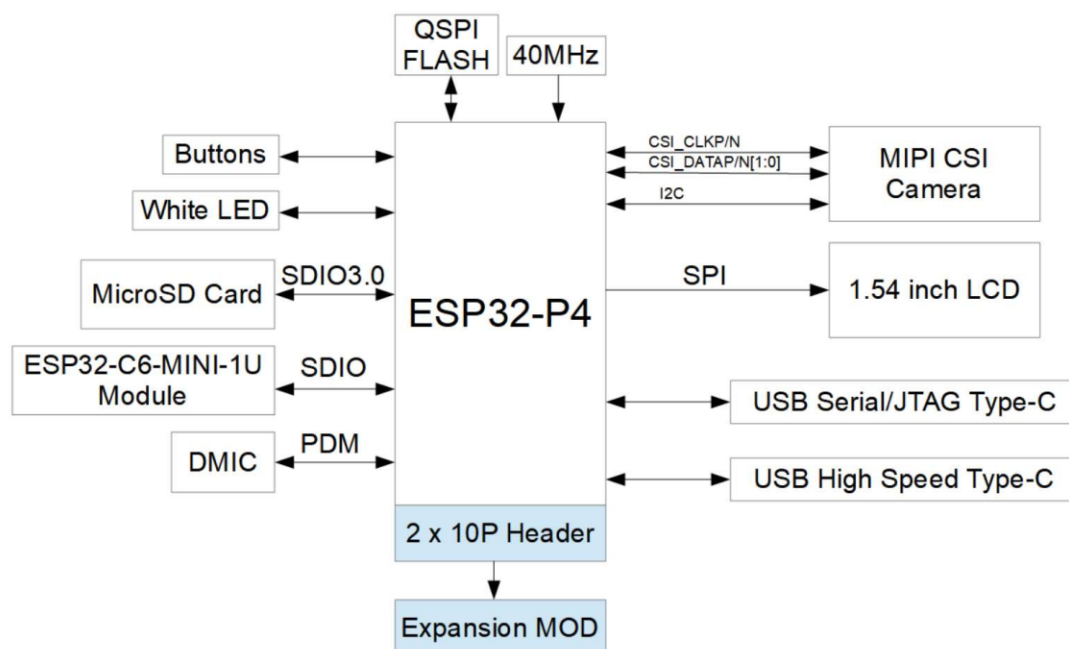 QSPI
FLASH
40MHz
Buttons
White LED
MicroSD Card
SDIO3.0
ESP32-C6-MINI-1U
Module
SDIO
DMIC
PDM
ESP32-P4
CSI_CLKP/N
CSI_DATAP/N[1:0]
I2C
MIPI CSI
Camera
SPI
1.54 inch LCD
USB Serial/JTAG Type-C
USB High Speed Type-C
2 x 10P Header
Expansion MOD